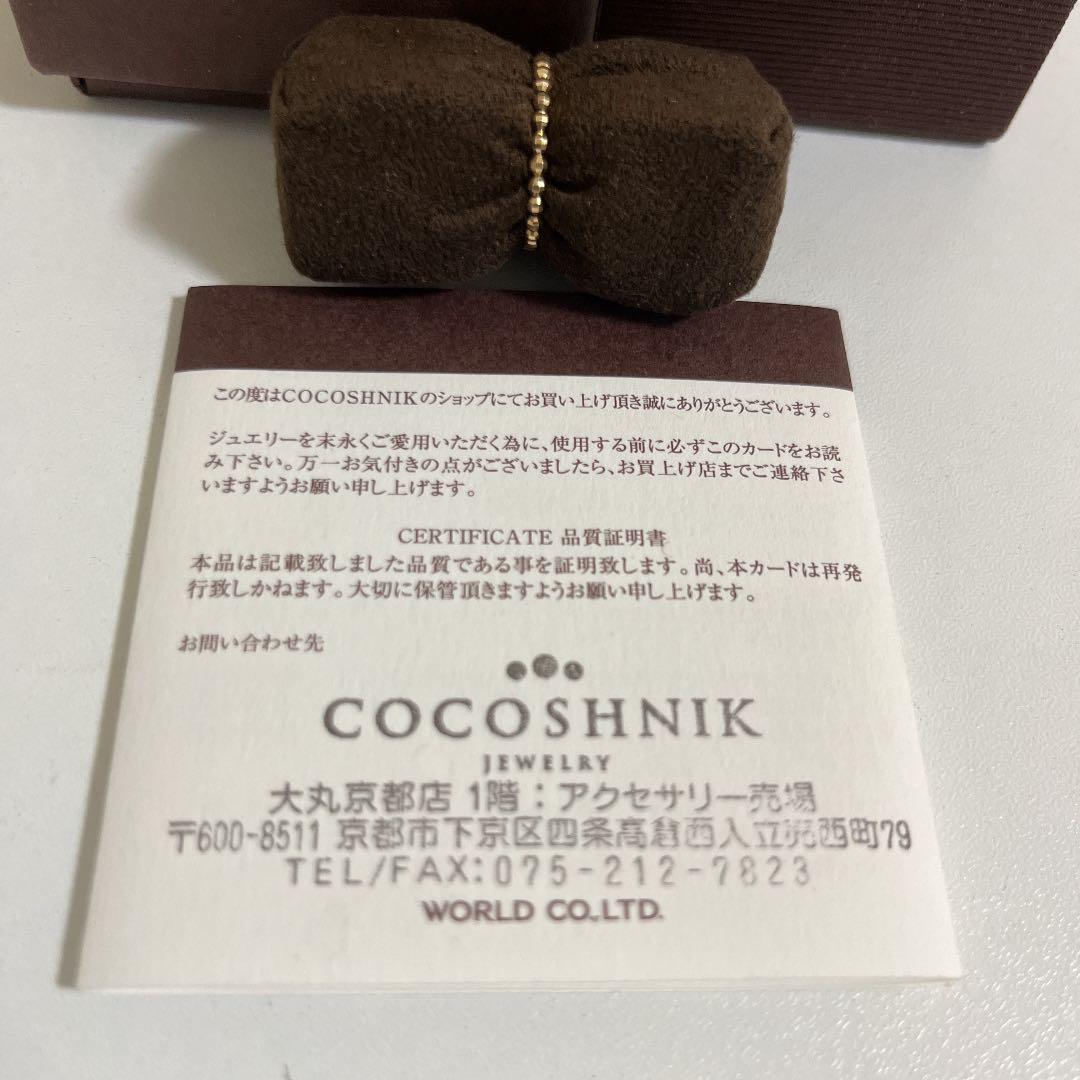 この度はCOCOSHNIKのショップにてお買い上げ頂き誠にありがとうございます。
ジュエリーを末永くご愛用いただく為に、使用する前に必ずこのカードをお読
み下さい。万一お気付きの点がございましたら、お買上げ店までご連絡下さ
いますようお願い申し上げます。
CERTIFICATE 品質証明書
本品は記載致しました品質である事を証明致します。尚、本カードは再発
行致しかねます。大切に保管頂きますようお願い申し上げます。
お問い合わせ先
COCOSHNIK
JEWELRY
大丸京都店 1階：アクセサリー売場
〒600-8511 京都市下京区四条高倉西入立売西町79
TEL/FAX:075-212-7823
WORLD CO.,LTD.